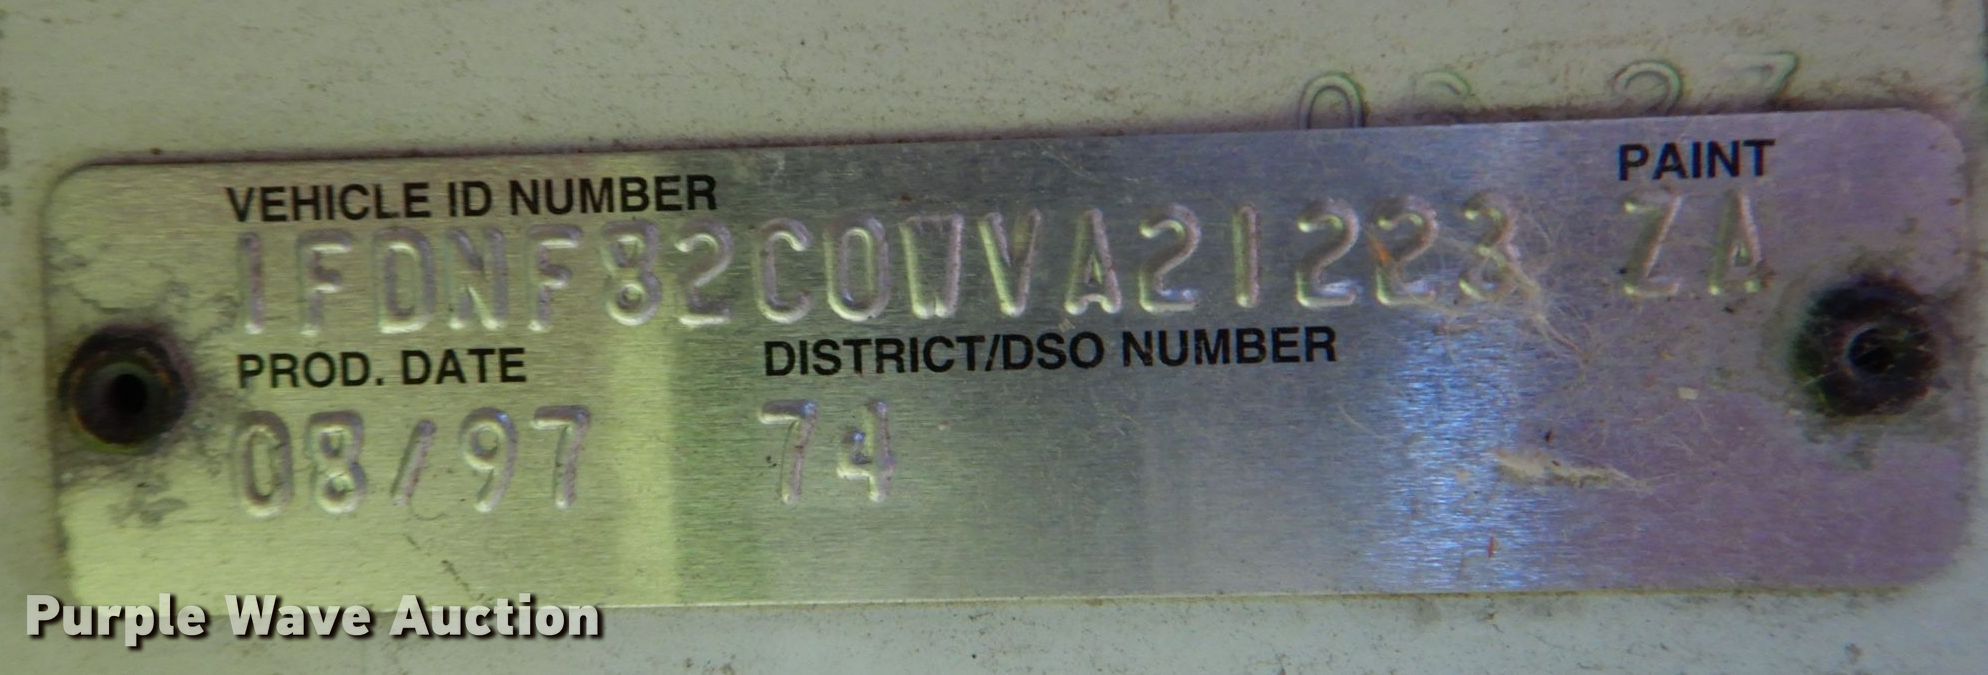 VEHICLE ID NUMBER PAINT
1FDNF82C0WVA21223 ZA
PROD. DATE DISTRICT/DSO NUMBER
08/97 74
Purple Wave Auction